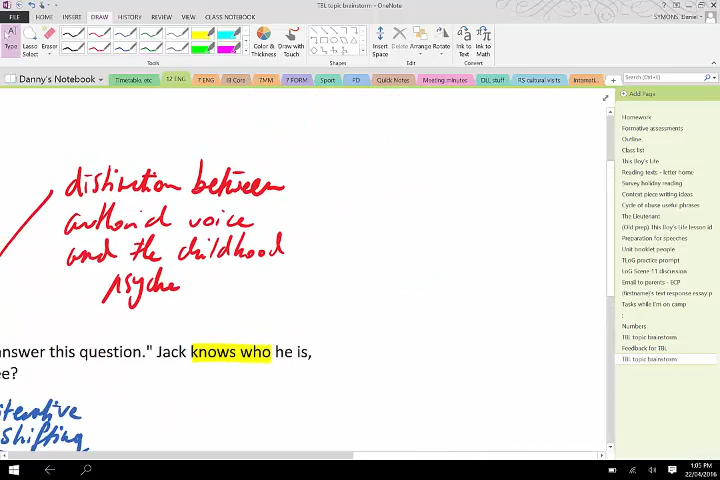 TBL topic brainstorm - OneNote
SYMONS, Daniel
FILE HOME INSERT DRAW HISTORY REVIEW VIEW CLASS NOTEBOOK
Type
Lasso Select
Eraser
Color & Thickness
Draw with Touch
Insert Space
Delete
Arrange
Rotate
Ink to Text
Ink to Math
Tools
Shapes
Edit
Convert
Danny's Notebook
Timetable, etc
12 ENG
7 ENG
IB Core
7MM
7 FORM
Sport
PD
Quick Notes
Meeting minutes
DLL stuff
RS cultural visits
Internati...
Search (Ctrl+E)
Add Page
distinction between
authorial voice
and the childhood
psyche
answer this question." Jack knows who he is,
ee?
iterative
shifting
Homework
Formative assessments
Outline
Class list
This Boy's Life
Reading texts - letter home
Survey holiday reading
Context piece writing ideas
Cycle of abuse useful phrases
The Lieutenant
(Old prep) This Boy's Life lesson id
Preparation for speeches
Unit booklet people
TLoG practice prompt
LoG Scene 11 discussion
Email to parents - ECP
(firstname)'s text response essay p
Tasks while I'm on camp
:
Numbers
TBL topic brainstorm
Feedback for TBL
TBL topic brainstorm
1:05 PM
22/04/2016